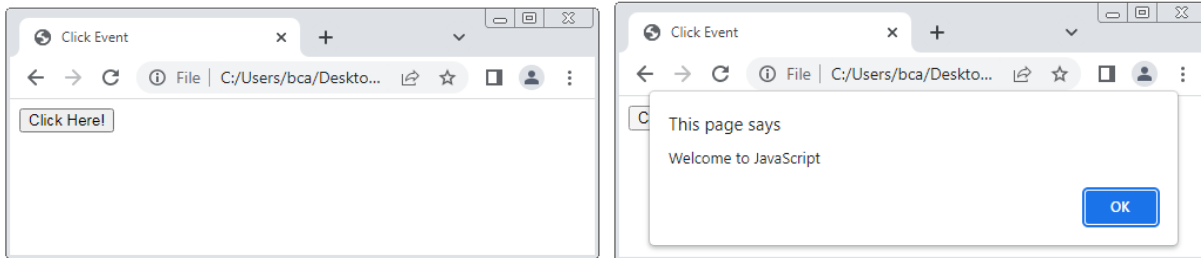 Click Event
File C:/Users/bca/Deskto...
Click Here!
Click Event
File C:/Users/bca/Deskto...
C
This page says
Welcome to JavaScript
OK